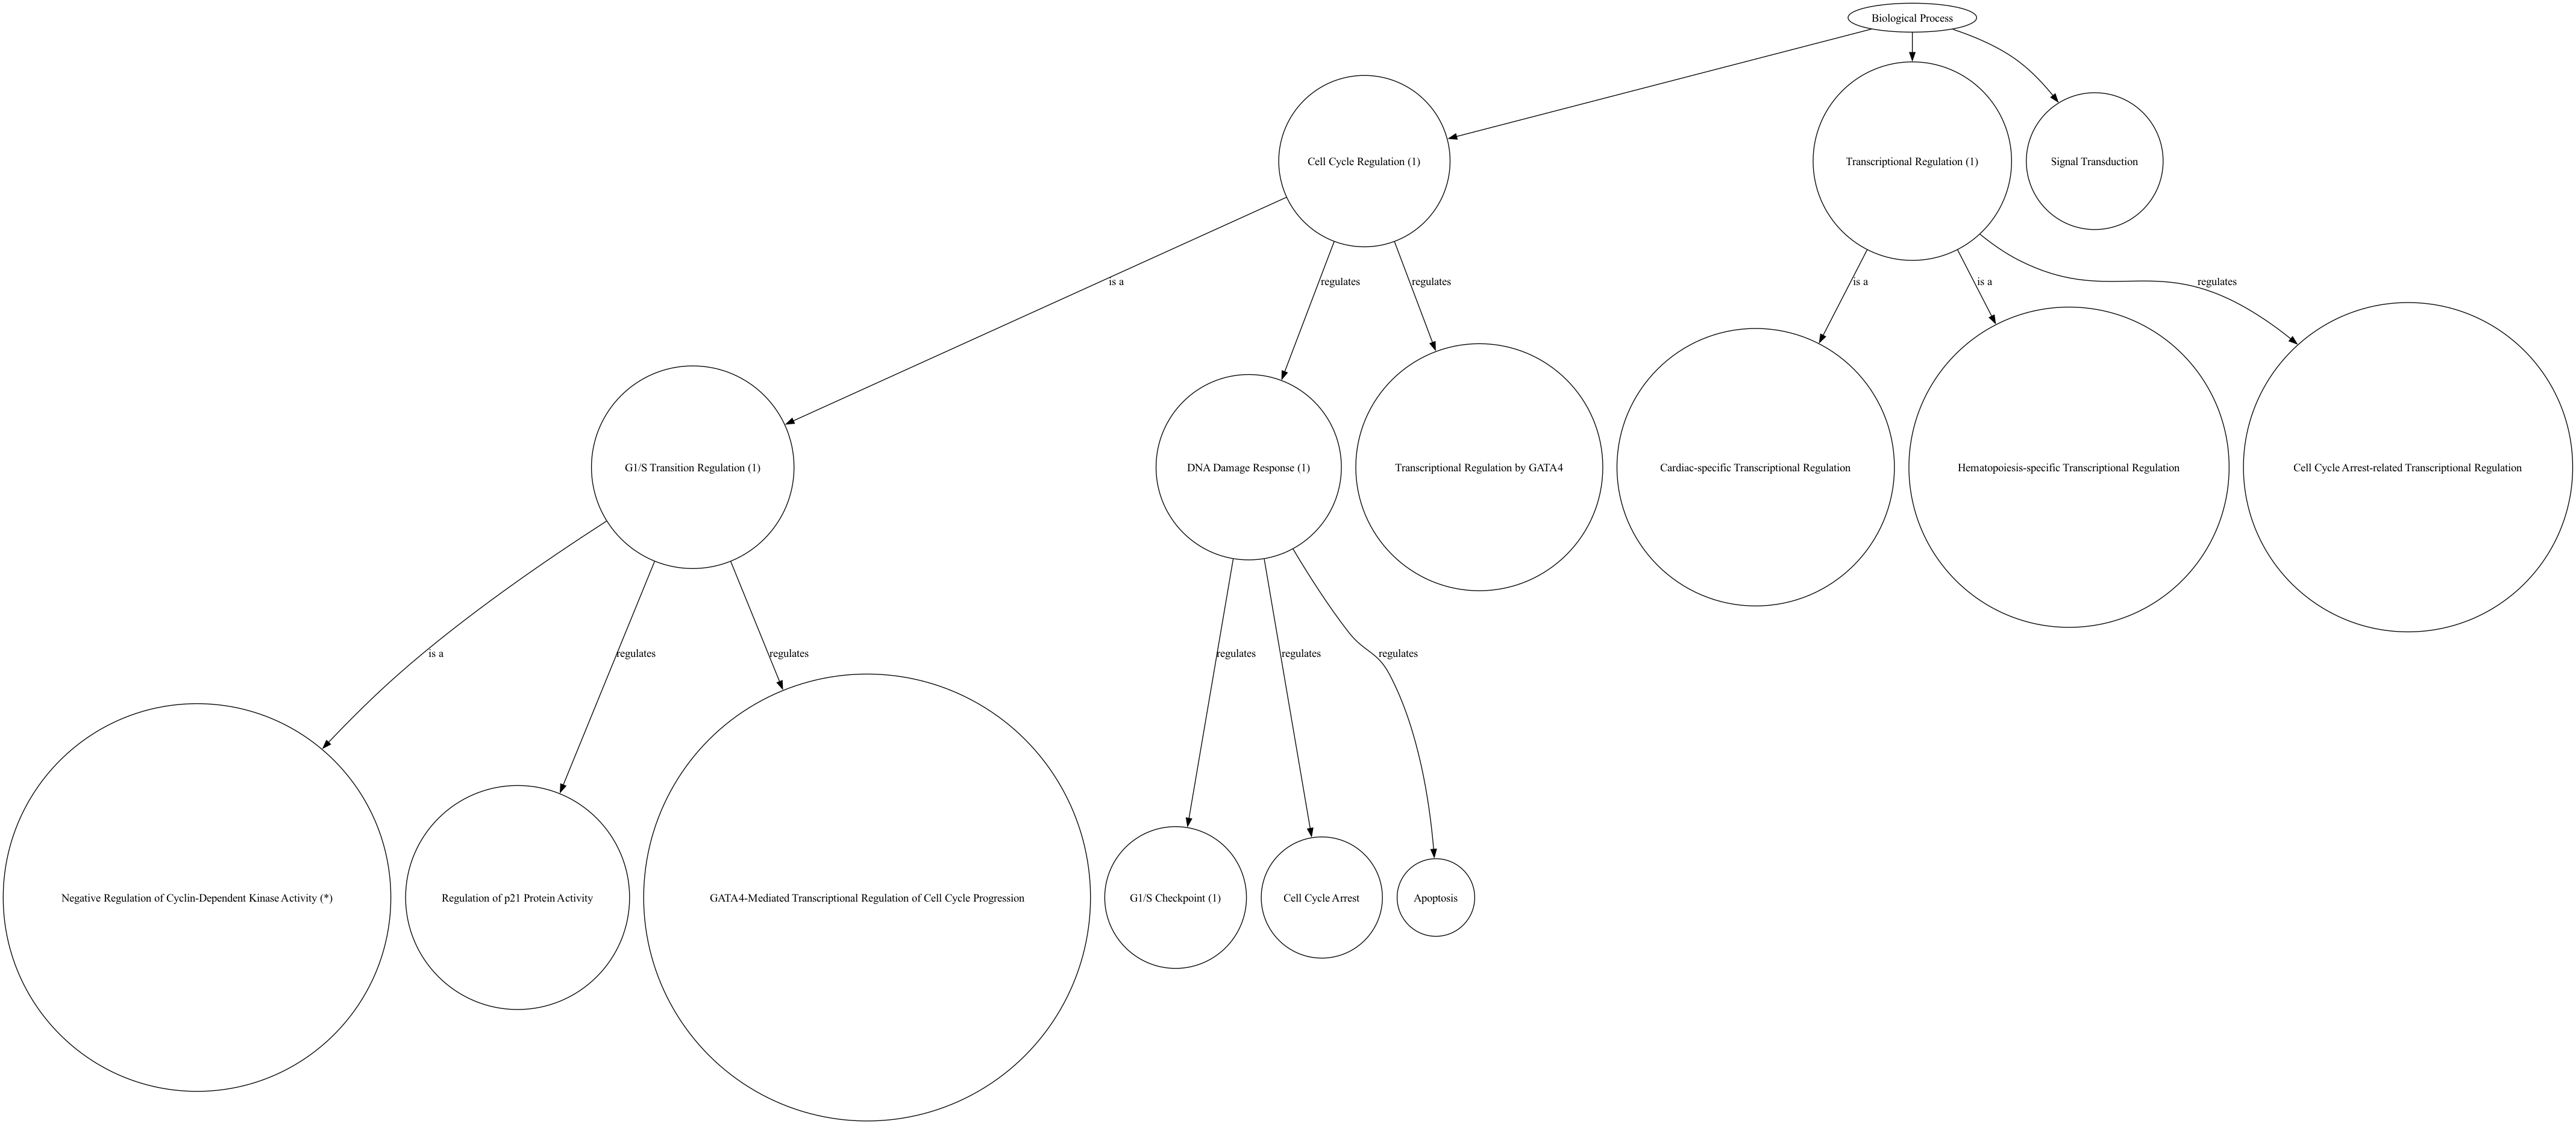 Biological Process
Cell Cycle Regulation (1)
Transcriptional Regulation (1)
Signal Transduction
is a
regulates
regulates
is a
is a
regulates
G1/S Transition Regulation (1)
DNA Damage Response (1)
Transcriptional Regulation by GATA4
Cardiac-specific Transcriptional Regulation
Hematopoiesis-specific Transcriptional Regulation
Cell Cycle Arrest-related Transcriptional Regulation
is a
regulates
regulates
regulates
regulates
regulates
Negative Regulation of Cyclin-Dependent Kinase Activity (*)
Regulation of p21 Protein Activity
GATA4-Mediated Transcriptional Regulation of Cell Cycle Progression
G1/S Checkpoint (1)
Cell Cycle Arrest
Apoptosis